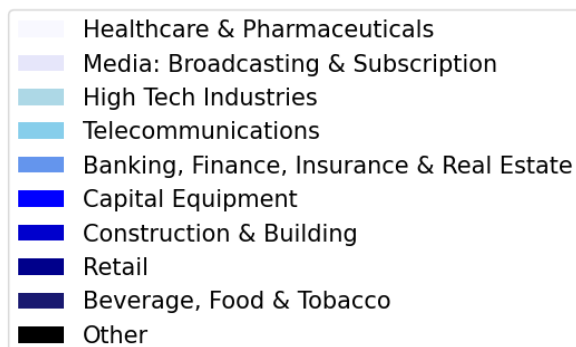 Healthcare & Pharmaceuticals
Media: Broadcasting & Subscription
High Tech Industries
Telecommunications
Banking, Finance, Insurance & Real Estate
Capital Equipment
Construction & Building
Retail
Beverage, Food & Tobacco
Other